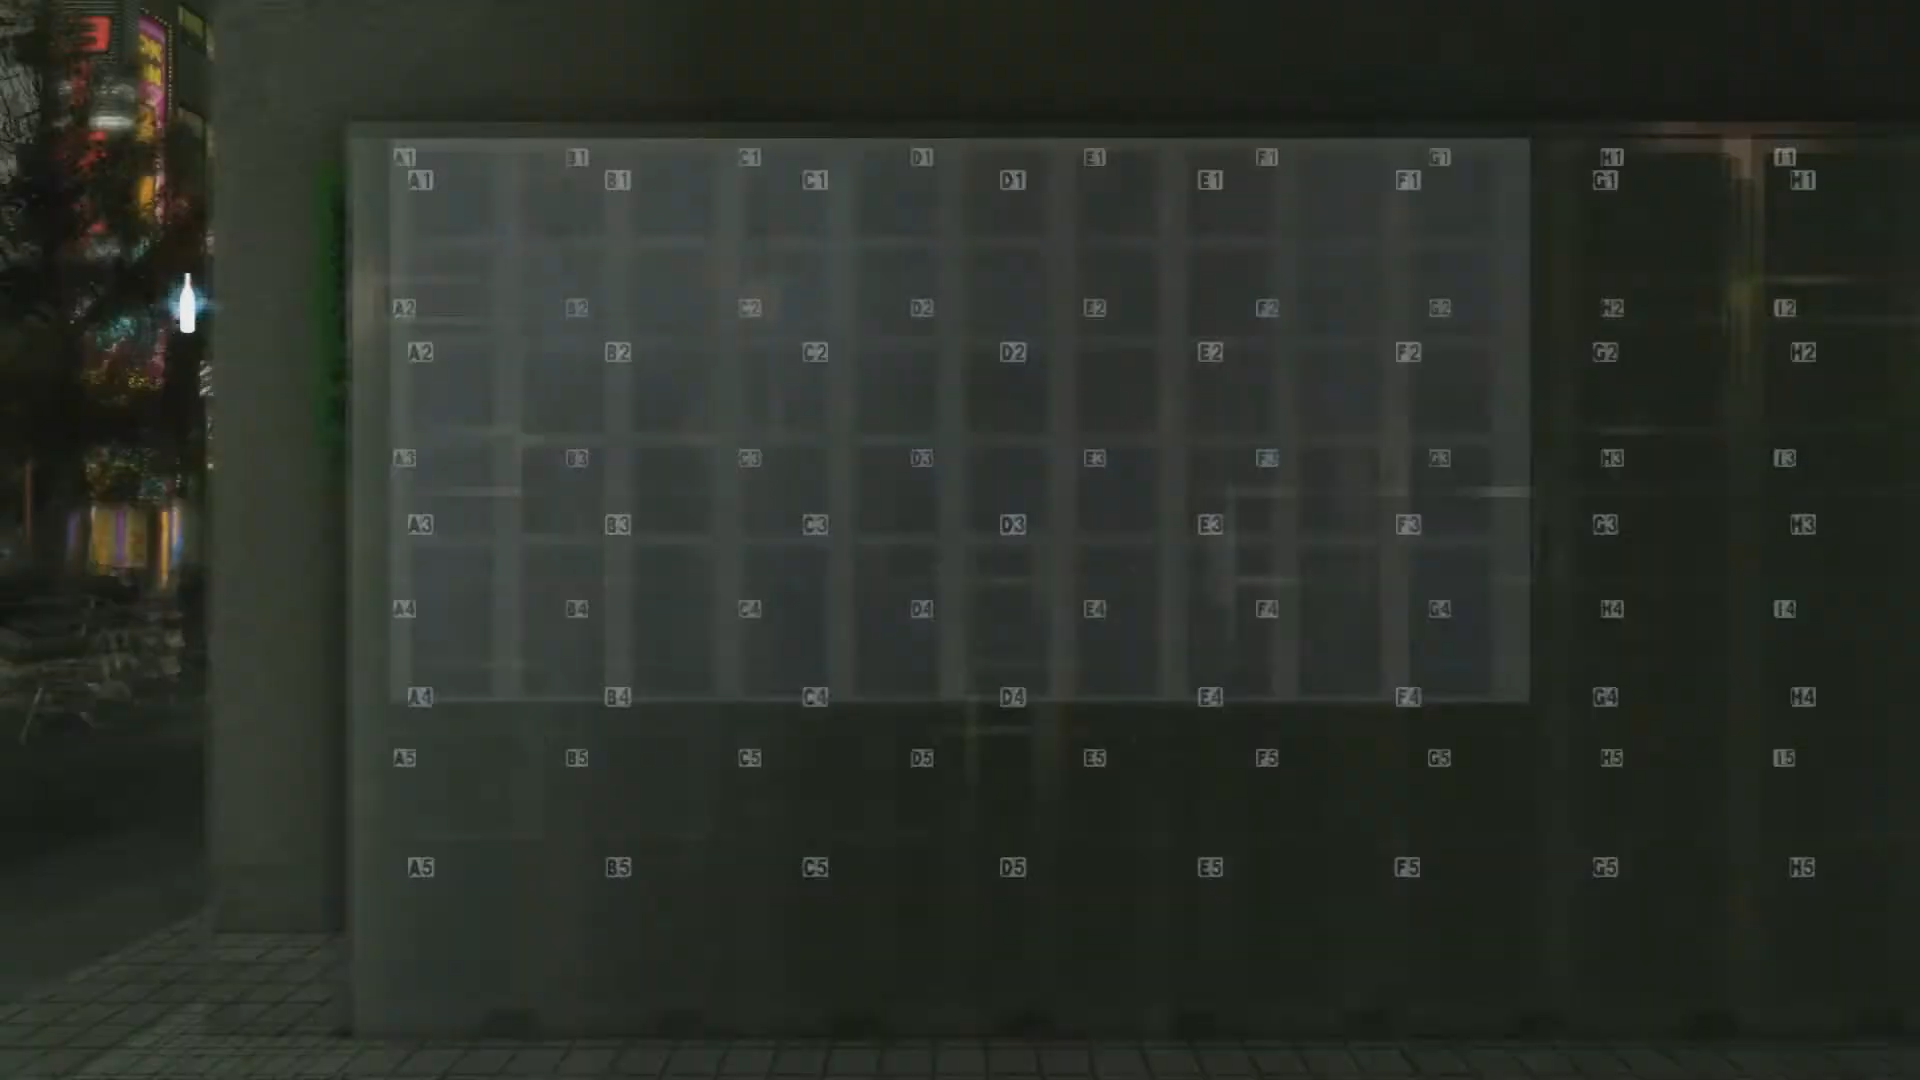 A1 B1 C1 D1 E1 F1 G1 H1 I1
A1 B1 C1 D1 E1 F1 G1 H1
A2 B2 C2 D2 E2 F2 G2 H2 I2
A2 B2 C2 D2 E2 F2 G2 H2
A3 B3 C3 D3 E3 F3 G3 H3 I3
A3 B3 C3 D3 E3 F3 G3 H3
A4 B4 C4 D4 E4 F4 G4 H4 I4
A4 B4 C4 D4 E4 F4 G4 H4
A5 B5 C5 D5 E5 F5 G5 H5 I5
A5 B5 C5 D5 E5 F5 G5 H5